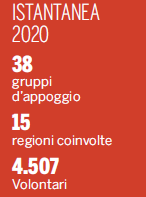 ISTANTANEA
2020
38
gruppi
d'appoggio
15
regioni coinvolte
4.507
Volontari